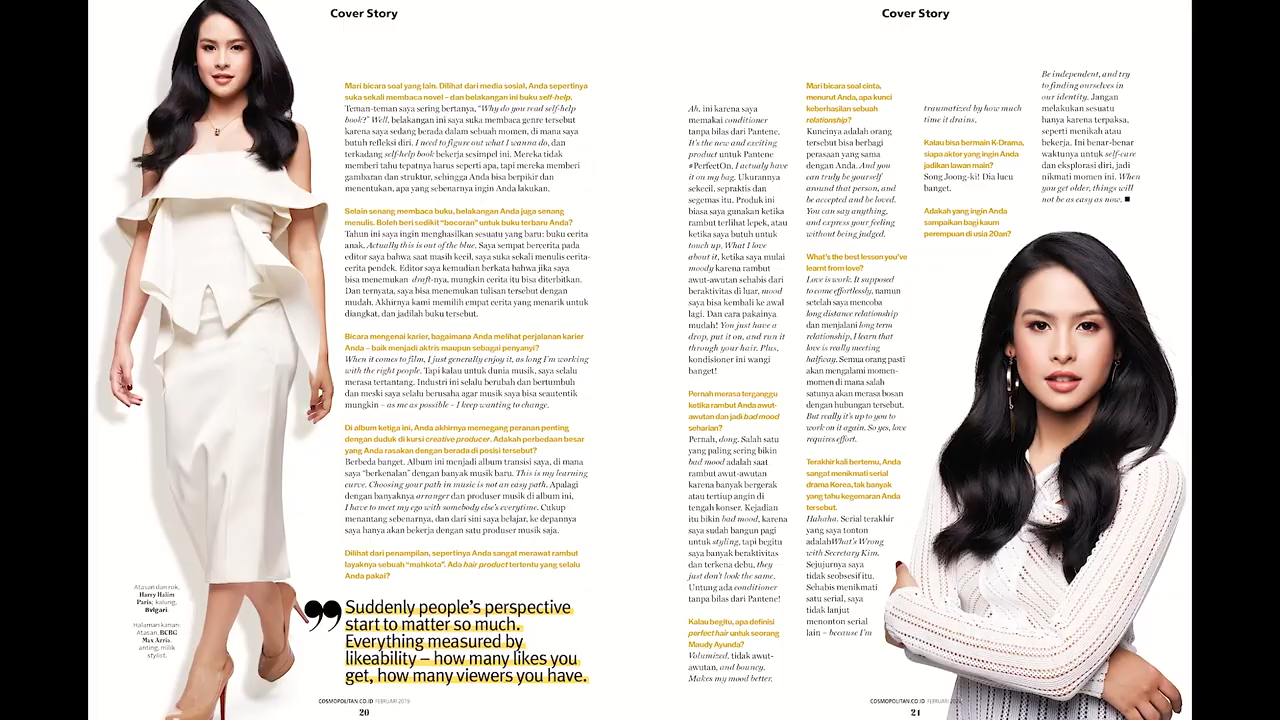 Cover Story
Mari bicara soal yang lain. Dilihat dari media sosial, Anda sepertinya
suka sekali membaca novel – dan belakangan ini buku self-help.
Teman-teman saya sering bertanya, “Why do you read self-help
book?” Well, belakangan ini saya suka membaca genre tersebut
karena saya sedang berada dalam sebuah momen, di mana saya
butuh refleksi diri. I need to figure out what I wanna do, dan
terkadang self-help book bekerja sesimpel ini. Mereka tidak
memberi tahu tepatnya harus seperti apa, tapi mereka memberi
gambaran dan struktur, sehingga Anda bisa berpikir dan
menentukan, apa yang sebenarnya ingin Anda lakukan.
Selain senang membaca buku, belakangan Anda juga senang
menulis. Boleh beri sedikit “bocoran” untuk buku terbaru Anda?
Tahun ini saya ingin menghasilkan sesuatu yang baru: buku cerita
anak. Actually this is out of the blue. Saya sempat bercerita pada
editor saya bahwa saat masih kecil, saya suka sekali menulis cerita-
cerita pendek. Editor saya kemudian berkata bahwa jika saya
bisa menemukan draft-nya, mungkin cerita itu bisa diterbitkan.
Dan ternyata, saya bisa menemukan tulisan tersebut dengan
mudah. Akhirnya kami memilih empat cerita yang menarik untuk
diangkat, dan jadilah buku tersebut.
Bicara mengenai karier, bagaimana Anda melihat perjalanan karier
Anda – baik menjadi aktris maupun sebagai penyanyi?
When it comes to film, I just generally enjoy it, as long I'm working
with the right people. Tapi kalau untuk dunia musik, saya selalu
merasa tertantang. Industri ini selalu berubah dan bertumbuh
dan meski saya selalu berusaha agar musik saya bisa seautentik
mungkin – as me as possible – I keep wanting to change.
Di album ketiga ini, Anda akhirnya memegang peranan penting
dengan duduk di kursi creative producer. Adakah perbedaan besar
yang Anda rasakan dengan berada di posisi tersebut?
Berbeda banget. Album ini menjadi album transisi saya, di mana
saya “berkenalan” dengan banyak musik baru. This is my learning
curve. Choosing your path in music is not an easy path. Apalagi
dengan banyaknya arranger dan produser musik di album ini,
I have to meet my ego with somebody else's everytime. Cukup
menantang sebenarnya, dan dari sini saya belajar, ke depannya
saya hanya akan bekerja dengan satu produser musik saja.
Dilihat dari penampilan, sepertinya Anda sangat merawat rambut
layaknya sebuah “mahkota”. Ada hair product tertentu yang selalu
Anda pakai?
Atasan dan rok,
Harry Halim
Paris; kalung,
Bvlgari.
Halaman kanan:
Atasan, BCBG
Max Azria.
anting, milik
stylist.
❞ Suddenly people's perspective
start to matter so much.
Everything measured by
likeability – how many likes you
get, how many viewers you have.
COSMOPOLITAN.CO.ID FEBRUARI 2019
20
Cover Story
Ah, ini karena saya
memakai conditioner
tanpa bilas dari Pantene.
It's the new and exciting
product untuk Pantene
#PerfectOn. I actually have
it on my bag. Ukurannya
sekecil, sepraktis dan
segemas itu. Produk ini
biasa saya gunakan ketika
rambut terlihat lepek, atau
ketika saya butuh untuk
touch up. What I love
about it, ketika saya mulai
moody karena rambut
awut-awutan sehabis dari
beraktivitas di luar, mood
saya bisa kembali ke awal
lagi. Dan cara pakainya
mudah! You just have a
drop, put it on, and run it
through your hair. Plus,
kondisioner ini wangi
banget!
Pernah merasa terganggu
ketika rambut Anda awut-
awutan dan jadi bad mood
seharian?
Pernah, dong. Salah satu
yang paling sering bikin
bad mood adalah saat
rambut awut-awutan
karena banyak bergerak
atau tertiup angin di
tengah konser. Kejadian
itu bikin bad mood, karena
saya sudah bangun pagi
untuk styling, tapi begitu
saya banyak beraktivitas
dan terkena debu, they
just don't look the same.
Untung ada conditioner
tanpa bilas dari Pantene!
Kalau begitu, apa definisi
perfect hair untuk seorang
Maudy Ayunda?
Volumized, tidak awut-
awutan, and bouncy.
Makes my mood better.
Mari bicara soal cinta,
menurut Anda, apa kunci
keberhasilan sebuah
relationship?
Kuncinya adalah orang
tersebut bisa berbagi
perasaan yang sama
dengan Anda. And you
can truly be yourself
around that person, and
be accepted and be loved.
You can say anything,
and express your feeling
without being judged.
What's the best lesson you've
learnt from love?
Love is work. It supposed
to come effortlessly, namun
setelah saya mencoba
long distance relationship
dan menjalani long term
relationship, I learn that
love is really meeting
halfway. Semua orang pasti
akan mengalami momen-
momen di mana salah
satunya akan merasa bosan
dengan hubungan tersebut.
But really it's up to you to
work on it again. So yes, love
requires effort.
Terakhir kali bertemu, Anda
sangat menikmati serial
drama Korea, tak banyak
yang tahu kegemaran Anda
tersebut.
Hahaha. Serial terakhir
yang saya tonton
adalahWhat's Wrong
with Secretary Kim.
Sejujurnya saya
tidak seobsesif itu.
Sehabis menikmati
satu serial, saya
tidak lanjut
menonton serial
lain – because I'm
traumatized by how much
time it drains.
Kalau bisa bermain K-Drama,
siapa aktor yang ingin Anda
jadikan lawan main?
Song Joong-ki! Dia lucu
banget.
Adakah yang ingin Anda
sampaikan bagi kaum
perempuan di usia 20an?
Be independent, and try
to finding ourselves in
our identity. Jangan
melakukan sesuatu
hanya karena terpaksa,
seperti menikah atau
bekerja. Ini benar-benar
waktunya untuk self-care
dan eksplorasi diri, jadi
nikmati momen ini. When
you get older, things will
not be as easy as now. ■
COSMOPOLITAN.CO.ID FEBRUARI
21